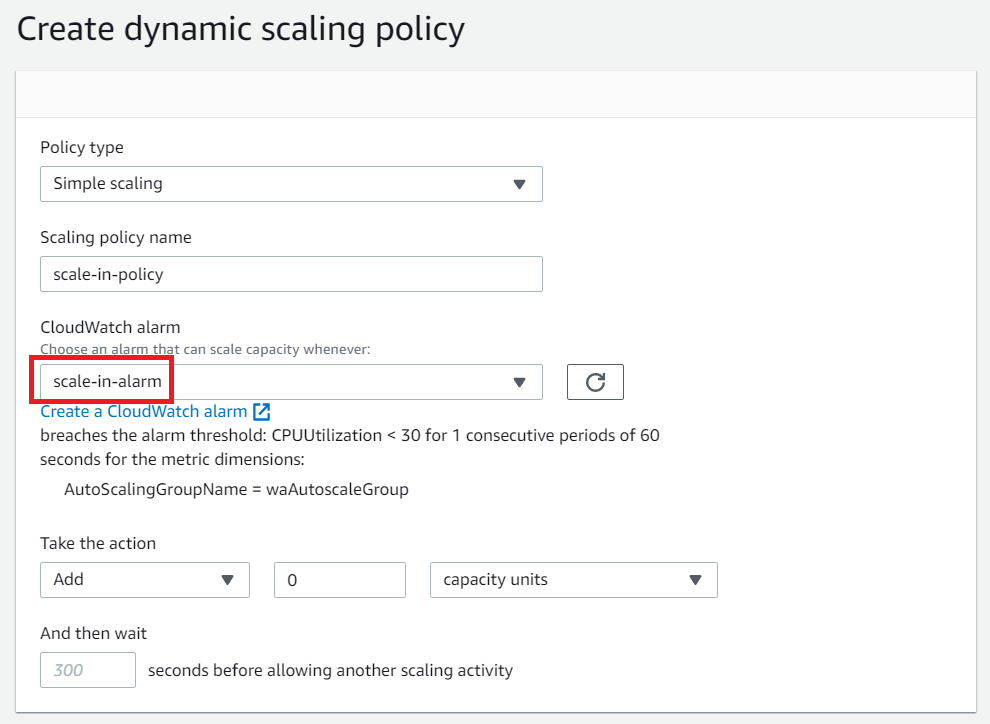 Create dynamic scaling policy
Policy type
Simple scaling
Scaling policy name
scale-in-policy
CloudWatch alarm
Choose an alarm that can scale capacity whenever:
scale-in-alarm
Create a CloudWatch alarm
breaches the alarm threshold: CPUUtilization < 30 for 1 consecutive periods of 60
seconds for the metric dimensions:
AutoScalingGroupName = waAutoscaleGroup
Take the action
Add 0 capacity units
And then wait
300 seconds before allowing another scaling activity